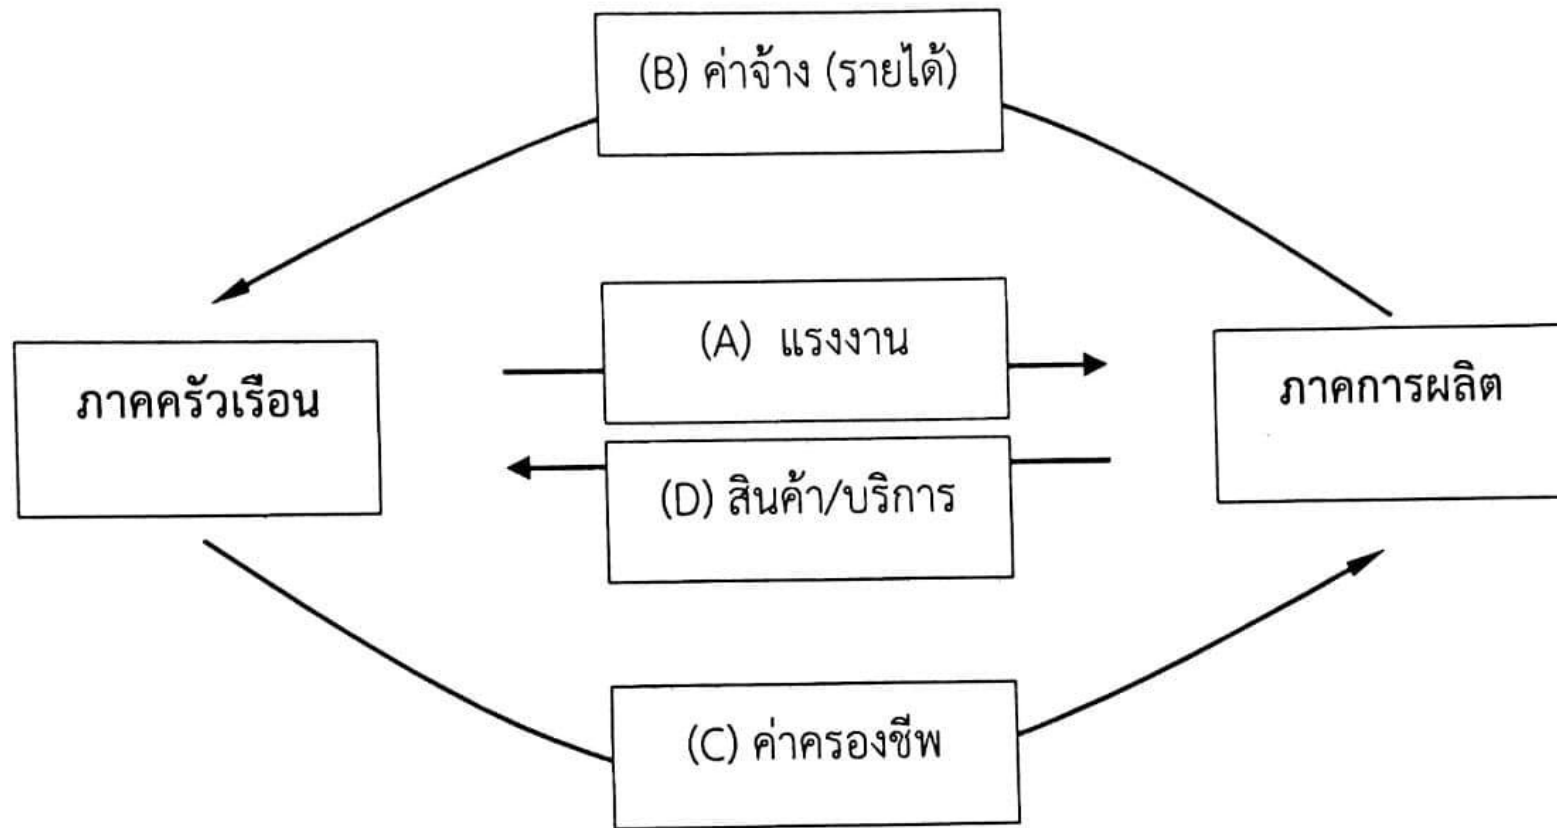 (B) ค่าจ้าง (รายได้)
(A) แรงงาน
ภาคครัวเรือน
ภาคการผลิต
(D) สินค้า/บริการ
(C) ค่าครองชีพ